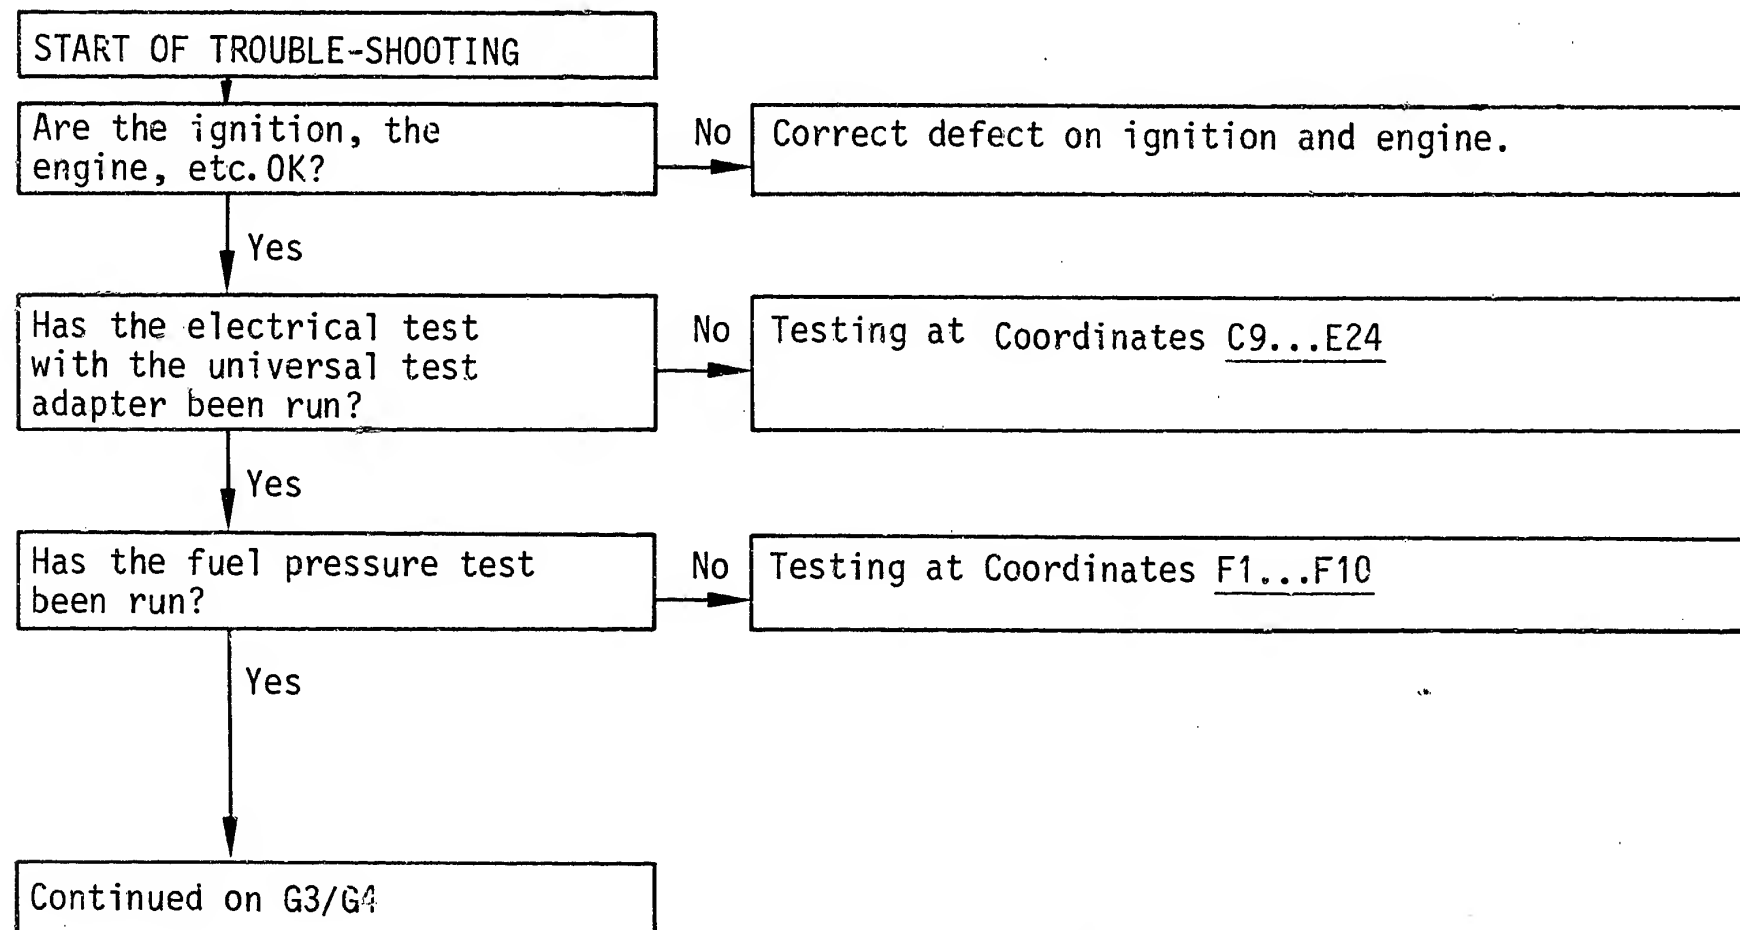 START OF TROUBLE-SHOOTING
Are the ignition, the
engine, etc. OK?
No
Correct defect on ignition and engine.
Yes
Has the electrical test
with the universal test
adapter been run?
No
Testing at Coordinates C9...E24
Yes
Has the fuel pressure test
been run?
No
Testing at Coordinates F1...F10
Yes
Continued on G3/G4